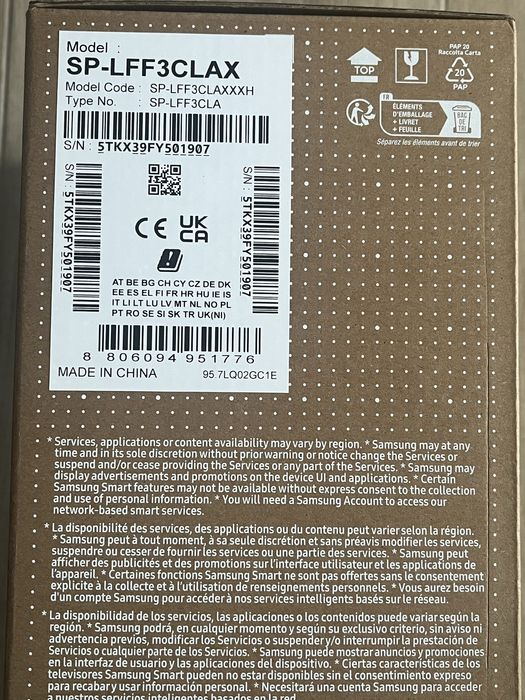 Model :
SP-LFF3CLAX
Model Code : SP-LFF3CLAXXXH
Type No. : SP-LFF3CLA
S/N : 5TKX39FY501907
S/N : 5TKX39FY501907
S/N : 5TKX39FY501907
CE UK
CA
AT BE BG CH CY CZ DE DK
EE ES EL FI FR HR HU IE IS
IT LI LT LU LV MT NL NO PL
PT RO SE SI SK TR UK(NI)
8 806094 951776
MADE IN CHINA 95.7LQ02GC1E
TOP
PAP 20
Raccolta Carta
20
PAP
FR
ÉLÉMENTS
D'EMBALLAGE
+ LIVRET
+ FEUILLE
BAC
DE
TRI
Séparez les éléments avant de trier
* Services, applications or content availability may vary by region. * Samsung may at any
time and in its sole discretion without prior warning or notice change the Services or
suspend and/or cease providing the Services or any part of the Services. * Samsung may
display advertisements and promotions on the device UI and applications. * Certain
Samsung Smart features may not be available without express consent to the collection
and use of personal information. * You will need a Samsung Account to access our
network-based smart services.
* La disponibilité des services, des applications ou du contenu peut varier selon la région.
* Samsung peut à tout moment, à sa seule discrétion et sans préavis modifier les services,
suspendre ou cesser de fournir les services ou une partie des services. * Samsung peut
afficher des publicités et des promotions sur l'interface utilisateur et les applications de
l'appareil. * Certaines fonctions Samsung Smart ne sont pas offertes sans le consentement
explicite à la collecte et à l'utilisation de renseignements personnels. * Vous aurez besoin
d'un compte Samsung pour accéder à nos services intelligents basés sur le réseau.
* La disponibilidad de los servicios, las aplicaciones o los contenidos puede variar según la
región. * Samsung podrá, en cualquier momento y según su exclusivo criterio, sin aviso ni
advertencia previos, modificar los Servicios o suspender y/o interrumpir la prestación de
Servicios o cualquier parte de los Servicios. * Samsung puede mostrar anuncios y promociones
en la interfaz de usuario y las aplicaciones del dispositivo. * Ciertas características de los
televisores Samsung Smart pueden no estar disponibles sin el consentimiento expreso
para recabar y usar información personal. * Necesitará una cuenta Samsung para acceder
a nuestros servicios inteligentes basados en la red.